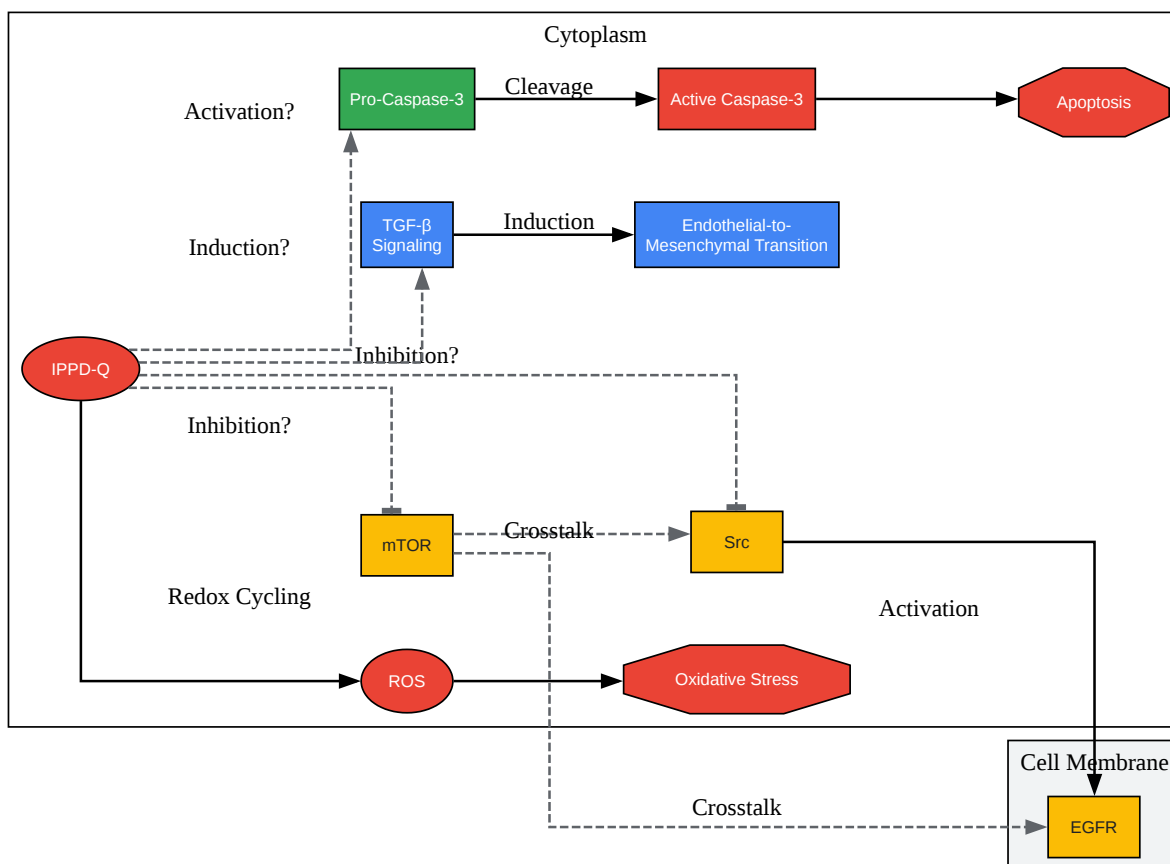 Cytoplasm
Pro-Caspase-3
Cleavage
Active Caspase-3
Apoptosis
Activation?
TGF-β
Signaling
Induction
Endothelial-to-
Mesenchymal Transition
Induction?
IPPD-Q
Inhibition?
Inhibition?
mTOR
Crosstalk
Src
Redox Cycling
Activation
ROS
Oxidative Stress
Cell Membrane
Crosstalk
EGFR